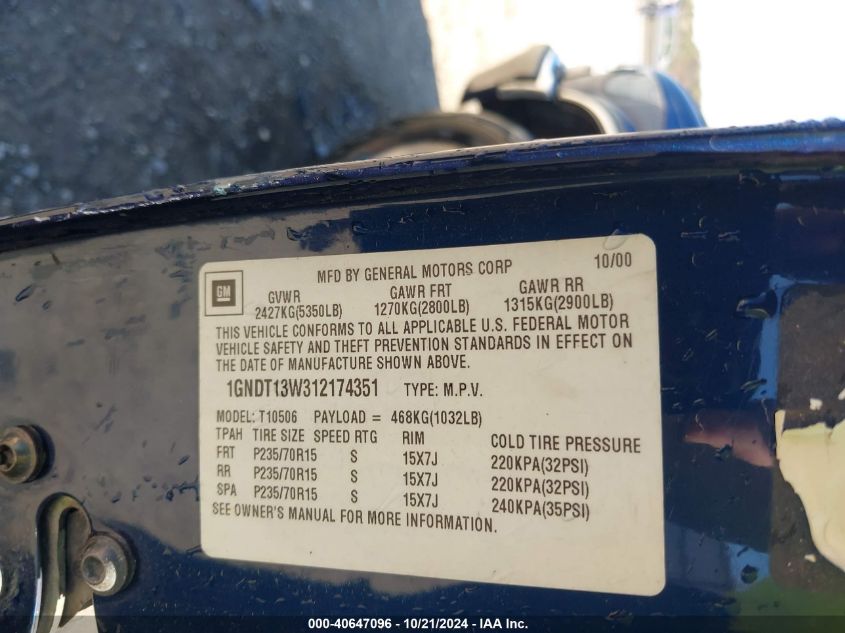 GM
MFD BY GENERAL MOTORS CORP 10/00
GVWR GAWR FRT GAWR RR
2427KG(5350LB) 1270KG(2800LB) 1315KG(2900LB)
THIS VEHICLE CONFORMS TO ALL APPLICABLE U.S. FEDERAL MOTOR
VEHICLE SAFETY AND THEFT PREVENTION STANDARDS IN EFFECT ON
THE DATE OF MANUFACTURE SHOWN ABOVE.
1GNDT13W312174351 TYPE: M.P.V.
MODEL: T10506 PAYLOAD = 468KG(1032LB)
TPAH TIRE SIZE SPEED RTG RIM COLD TIRE PRESSURE
FRT P235/70R15 S 15X7J 220KPA(32PSI)
RR P235/70R15 S 15X7J 220KPA(32PSI)
SPA P235/70R15 S 15X7J 240KPA(35PSI)
SEE OWNER'S MANUAL FOR MORE INFORMATION.
000-40647096 - 10/21/2024 - IAA Inc.